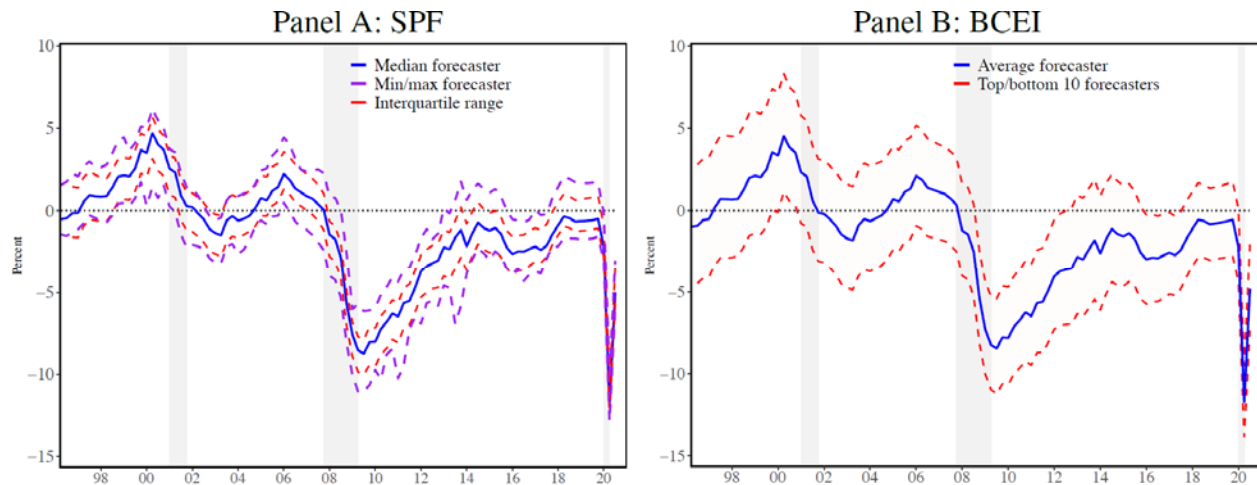 Panel A: SPF
10
5
0
−5
−10
−15
Percent
Median forecaster
Min/max forecaster
Interquartile range
98 00 02 04 06 08 10 12 14 16 18 20
Panel B: BCEI
10
5
0
−5
−10
−15
Percent
Average forecaster
Top/bottom 10 forecasters
98 00 02 04 06 08 10 12 14 16 18 20